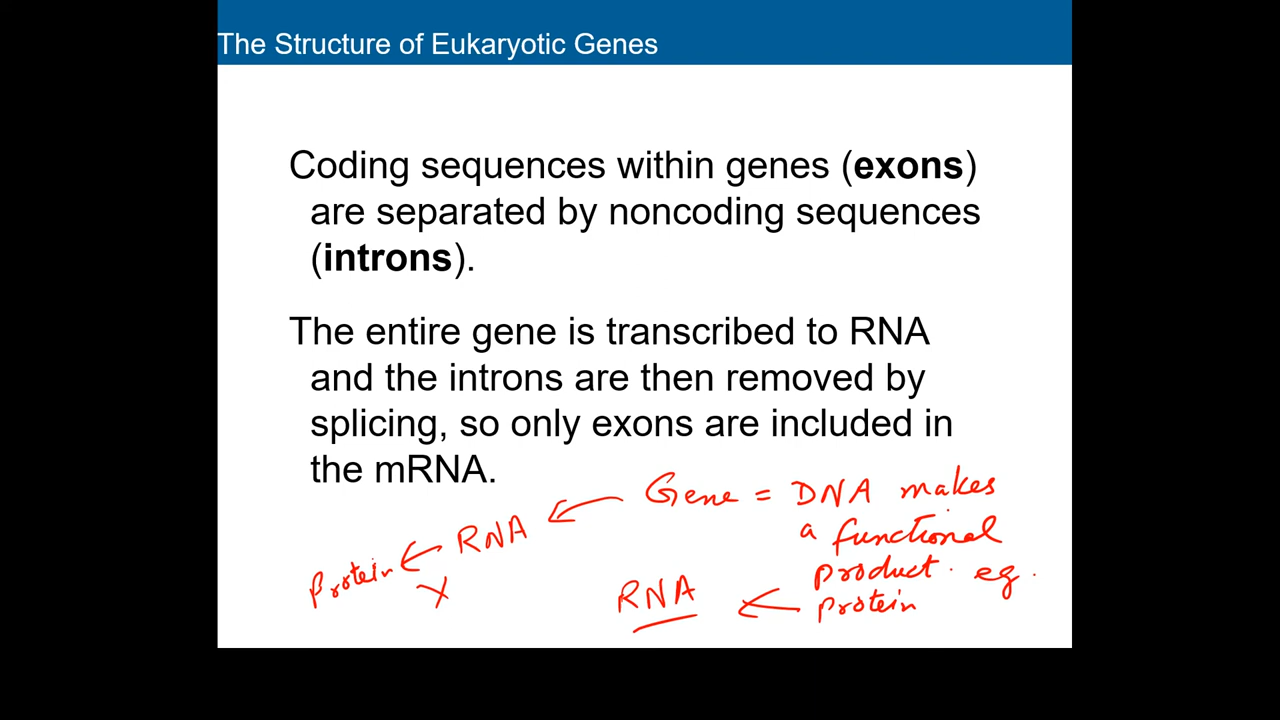 The Structure of Eukaryotic Genes
Coding sequences within genes (exons)
are separated by noncoding sequences
(introns).
The entire gene is transcribed to RNA
and the introns are then removed by
splicing, so only exons are included in
the mRNA.
Gene = DNA makes
a functional
product. eg.
protein
RNA
protein
X
RNA